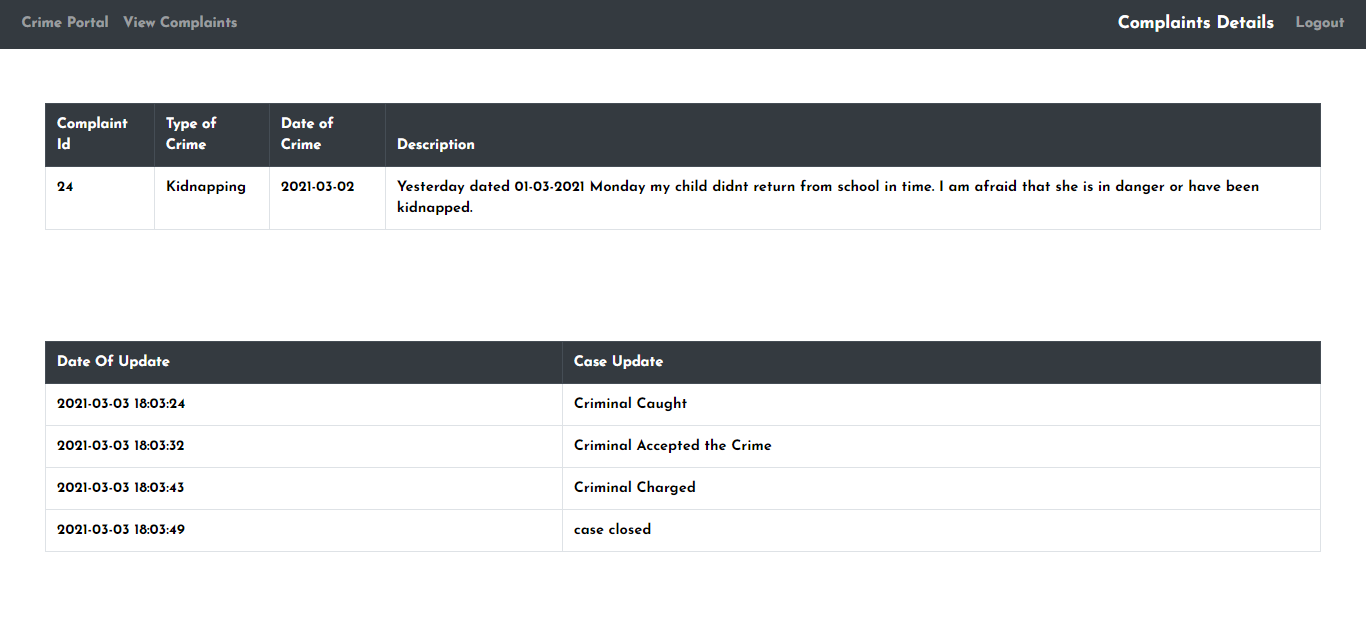 Crime Portal View Complaints Complaints Details Logout
Complaint Id Type of Crime Date of Crime Description
24 Kidnapping 2021-03-02 Yesterday dated 01-03-2021 Monday my child didnt return from school in time. I am afraid that she is in danger or have been
kidnapped.
Date Of Update Case Update
2021-03-03 18:03:24 Criminal Caught
2021-03-03 18:03:32 Criminal Accepted the Crime
2021-03-03 18:03:43 Criminal Charged
2021-03-03 18:03:49 case closed